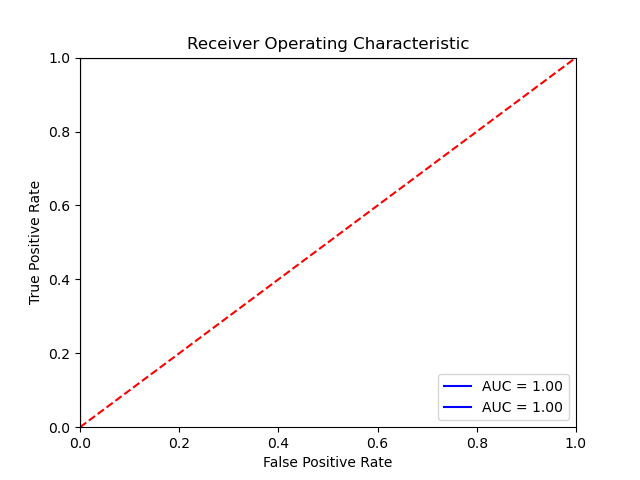 Receiver Operating Characteristic
1.0
0.8
0.6
0.4
0.2
0.0
True Positive Rate
AUC = 1.00
AUC = 1.00
0.0 0.2 0.4 0.6 0.8 1.0
False Positive Rate